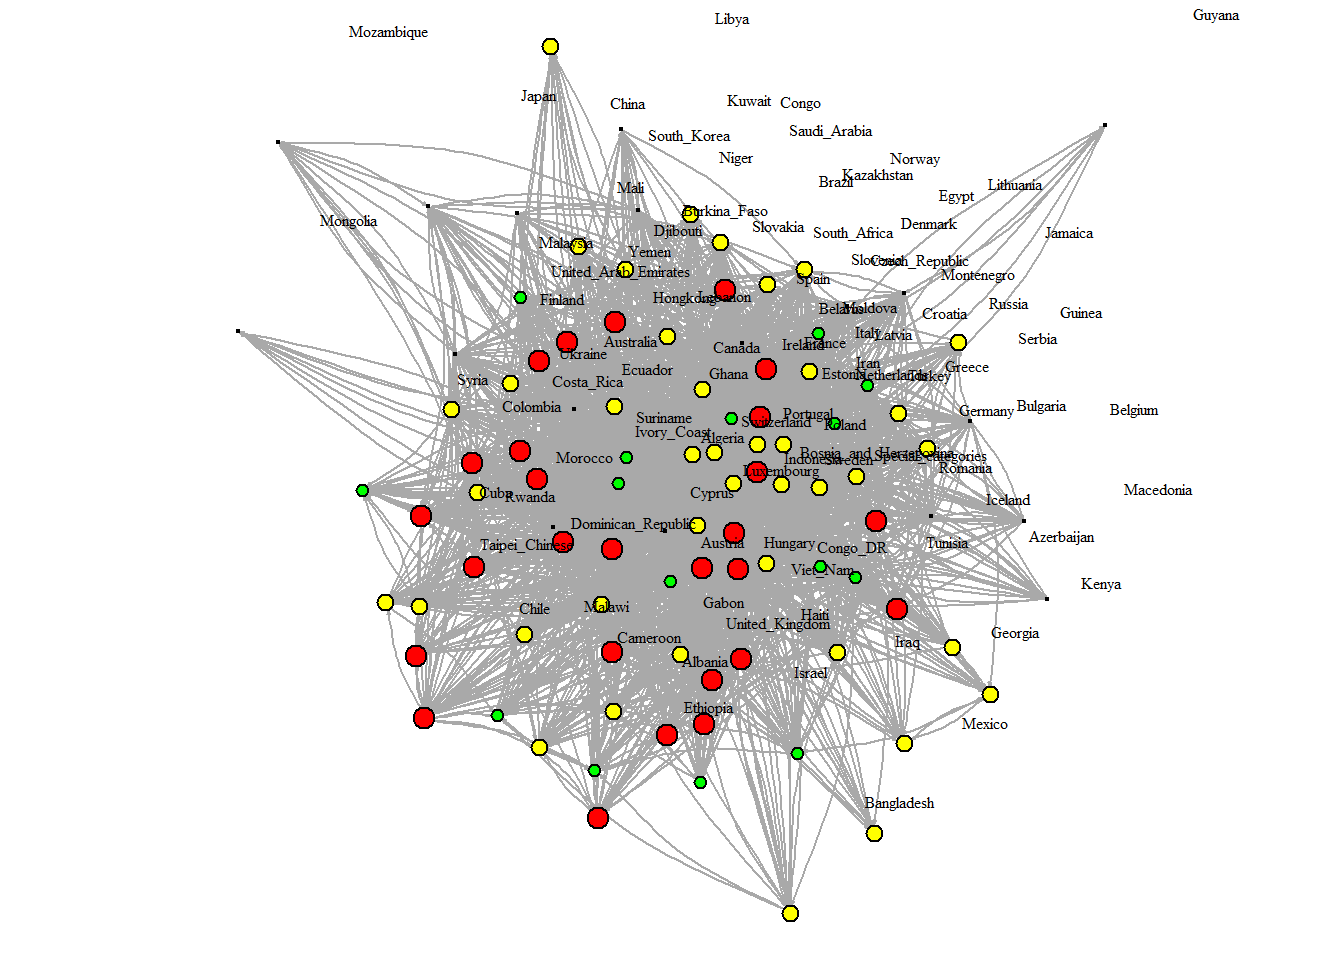 Guyana
Libya
Mozambique
Japan
China
Kuwait
Congo
South_Korea
Saudi_Arabia
Niger
Norway
Kazakhstan
Brazil
Lithuania
Mali
Egypt
Mongolia
Burkina_Faso
Djibouti
Slovakia
South_Africa
Denmark
Jamaica
Malaysia
Yemen
Slovenia
Czech_Republic
United_Arab_Emirates
Spain
Montenegro
Finland
Hongkong
Lebanon
Belarus
Moldova
Croatia
Russia
Guinea
Ukraine
Australia
Canada
Ireland
France
Italy
Latvia
Serbia
Syria
Costa_Rica
Ecuador
Ghana
Estonia
Iran
Netherlands
Turkey
Greece
Colombia
Suriname
Switzerland
Portugal
Poland
Germany
Bulgaria
Belgium
Ivory_Coast
Algeria
Morocco
Luxembourg
Indonesia
Bosnia_and_Herzegovina
Sweden
Special_categories
Romania
Cuba
Rwanda
Cyprus
Iceland
Macedonia
Dominican_Republic
Taipei_Chinese
Austria
Hungary
Congo_DR
Tunisia
Azerbaijan
Viet_Nam
Kenya
Chile
Malawi
Gabon
Haiti
United_Kingdom
Cameroon
Iraq
Georgia
Albania
Israel
Ethiopia
Mexico
Bangladesh